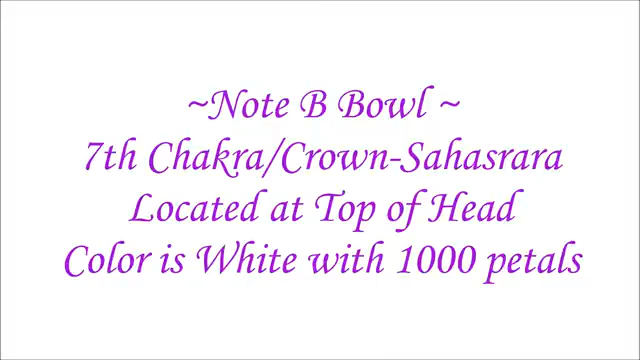 ~Note B Bowl ~
7th Chakra/Crown-Sahasrara
Located at Top of Head
Color is White with 1000 petals